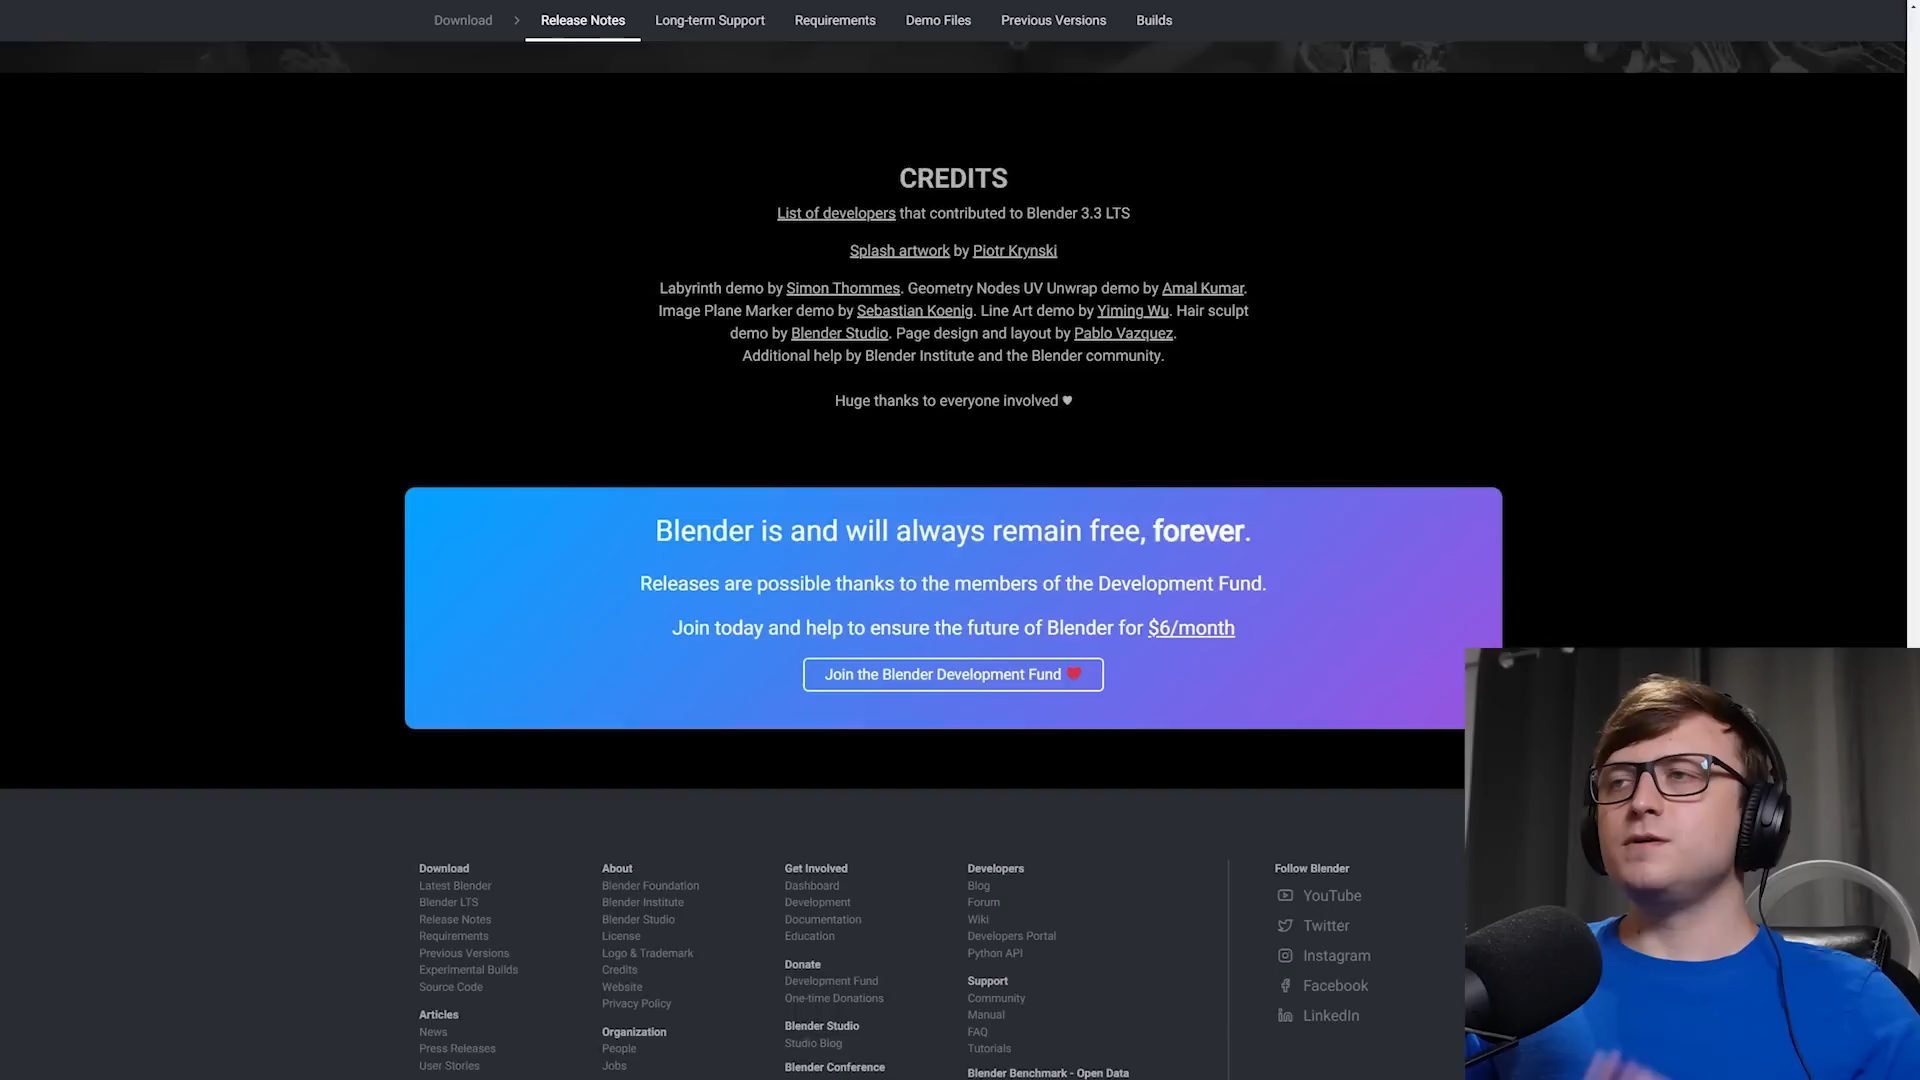 Download > Release Notes Long-term Support Requirements Demo Files Previous Versions Builds
CREDITS
List of developers that contributed to Blender 3.3 LTS
Splash artwork by Piotr Krynski
Labyrinth demo by Simon Thommes. Geometry Nodes UV Unwrap demo by Amal Kumar.
Image Plane Marker demo by Sebastian Koenig. Line Art demo by Yiming Wu. Hair sculpt
demo by Blender Studio. Page design and layout by Pablo Vazquez.
Additional help by Blender Institute and the Blender community.
Huge thanks to everyone involved ♥
Blender is and will always remain free, forever.
Releases are possible thanks to the members of the Development Fund.
Join today and help to ensure the future of Blender for $6/month
Join the Blender Development Fund ♥
Download
Latest Blender
Blender LTS
Release Notes
Requirements
Previous Versions
Experimental Builds
Source Code
Articles
News
Press Releases
User Stories
About
Blender Foundation
Blender Institute
Blender Studio
License
Logo & Trademark
Credits
Website
Privacy Policy
Organization
People
Jobs
Get Involved
Dashboard
Development
Documentation
Education
Donate
Development Fund
One-time Donations
Blender Studio
Studio Blog
Blender Conference
Developers
Blog
Forum
Wiki
Developers Portal
Python API
Support
Community
Manual
FAQ
Tutorials
Blender Benchmark - Open Data
Follow Blender
YouTube
Twitter
Instagram
Facebook
LinkedIn